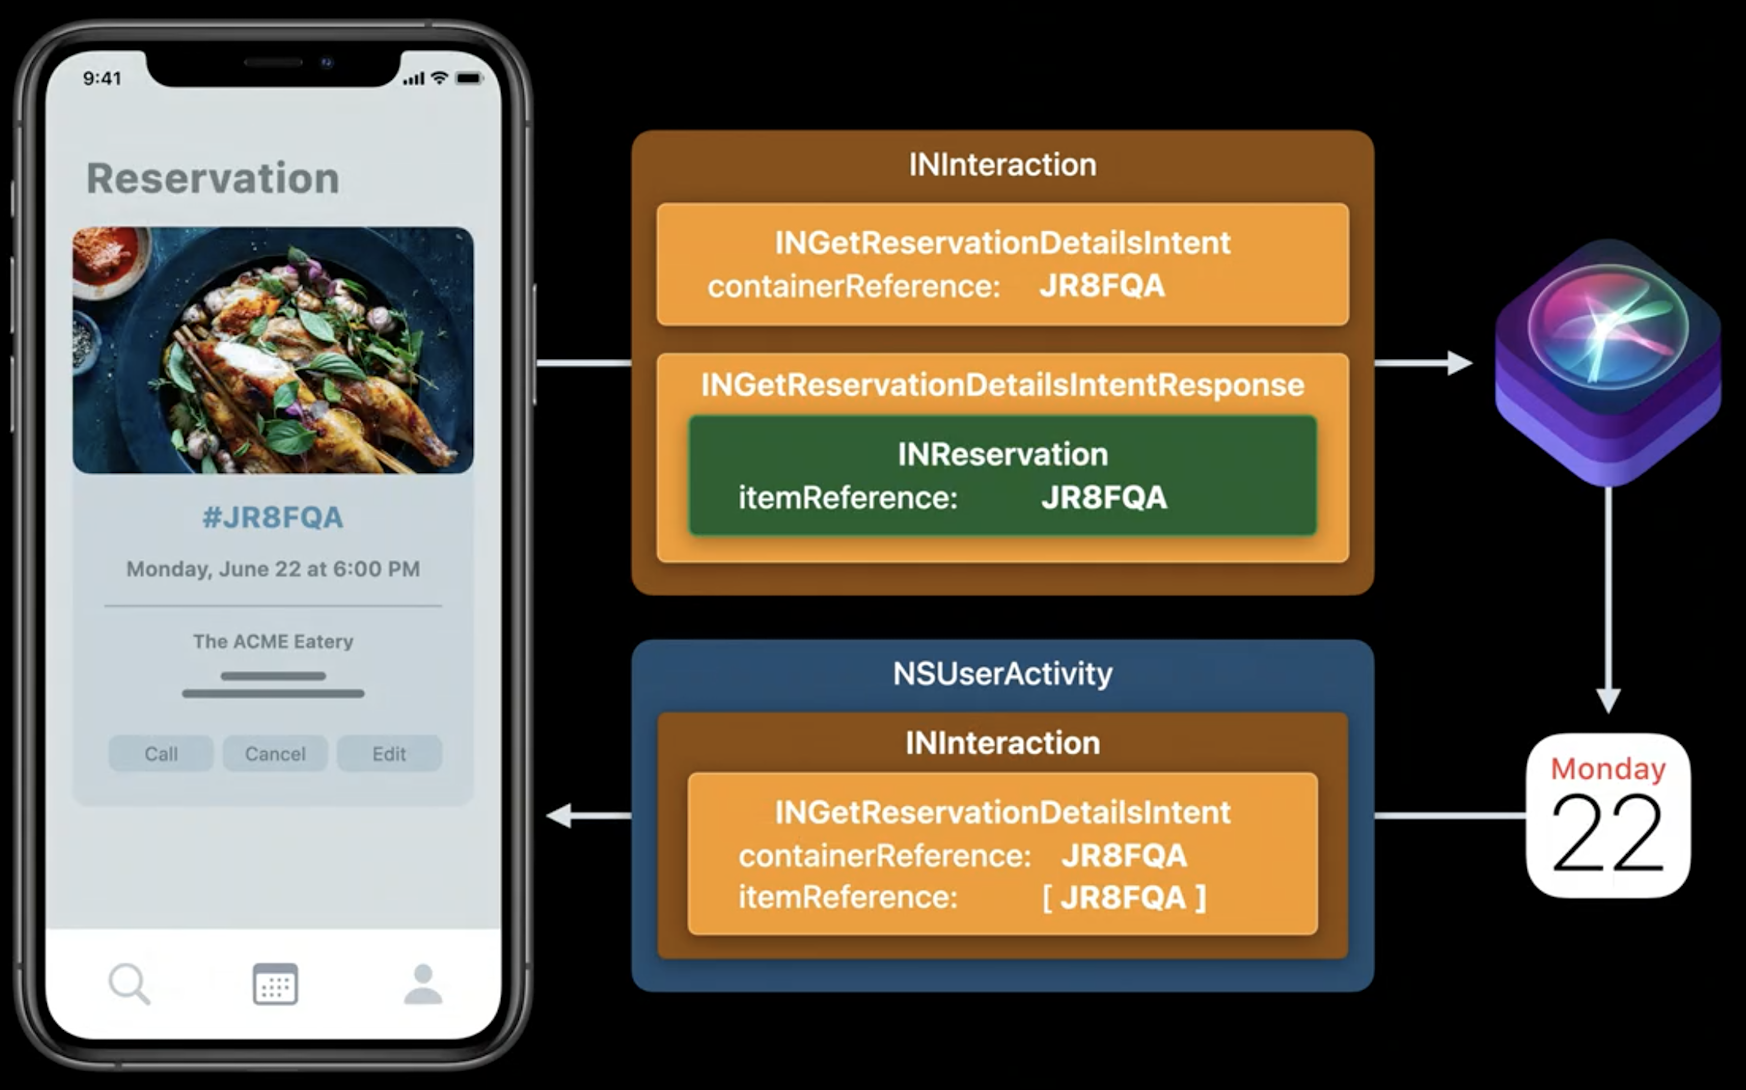 9:41
Reservation
#JR8FQA
Monday, June 22 at 6:00 PM
The ACME Eatery
Call Cancel Edit
INInteraction
INGetReservationDetailsIntent
containerReference: JR8FQA
INGetReservationDetailsIntentResponse
INReservation
itemReference: JR8FQA
NSUserActivity
INInteraction
INGetReservationDetailsIntent
containerReference: JR8FQA
itemReference: [ JR8FQA ]
Monday
22